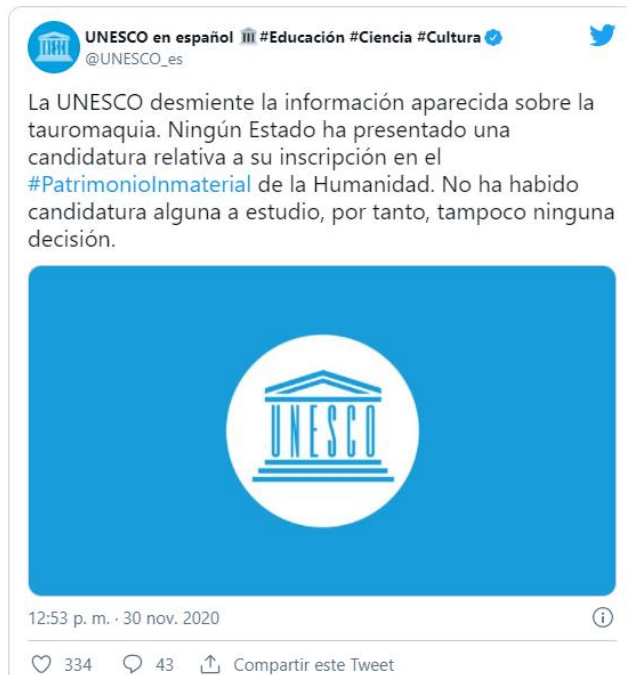 UNESCO en español 🏛️ #Educación #Ciencia #Cultura
@UNESCO_es
La UNESCO desmiente la información aparecida sobre la
tauromaquia. Ningún Estado ha presentado una
candidatura relativa a su inscripción en el
#PatrimonioInmaterial de la Humanidad. No ha habido
candidatura alguna a estudio, por tanto, tampoco ninguna
decisión.
UNESCO
12:53 p. m. · 30 nov. 2020
334 43 Compartir este Tweet